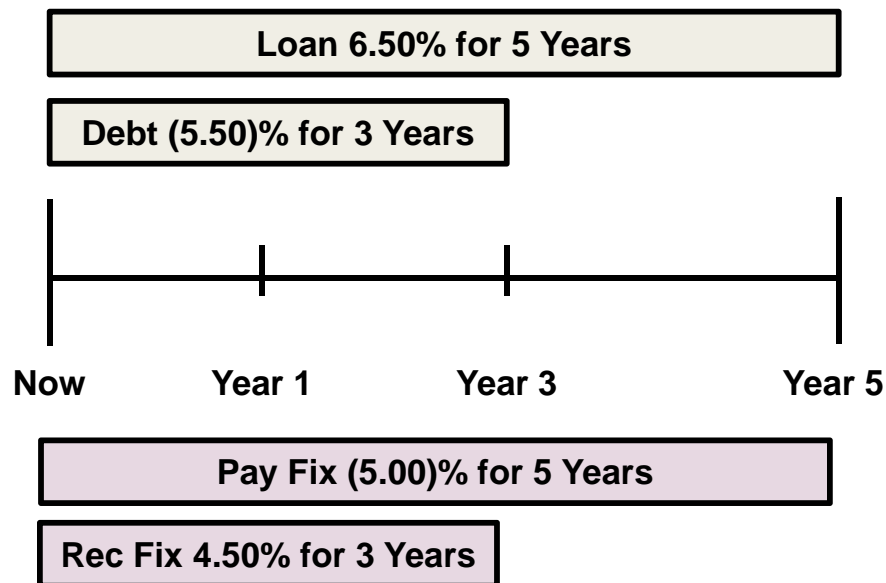 Loan 6.50% for 5 Years
Debt (5.50)% for 3 Years
Now Year 1 Year 3 Year 5
Pay Fix (5.00)% for 5 Years
Rec Fix 4.50% for 3 Years